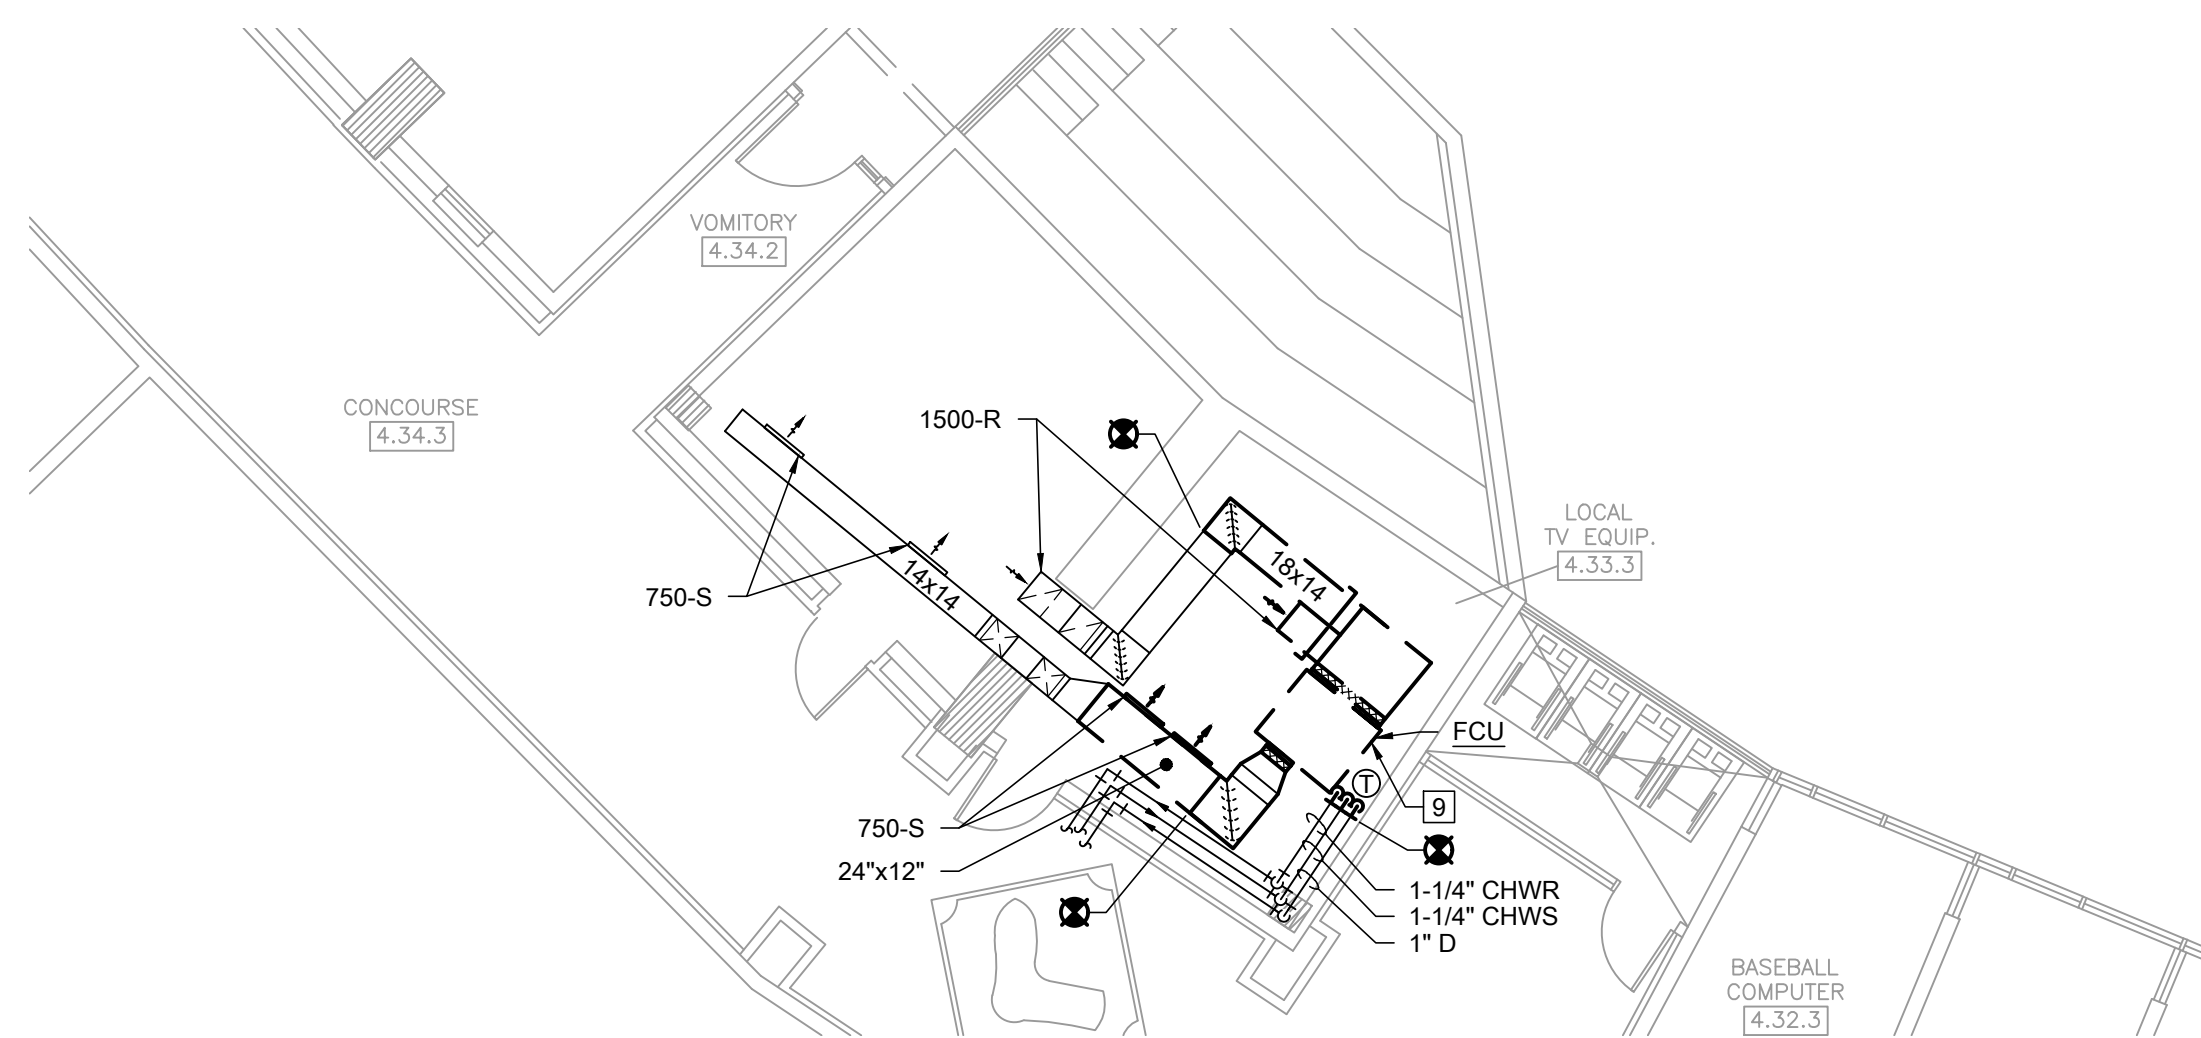 VOMITORY
4.34.2
CONCOURSE
4.34.3
1500-R
LOCAL
TV EQUIP.
4.33.3
18x14
14x14
750-S
FCU
T
9
750-S
24"x12"
1-1/4" CHWR
1-1/4" CHWS
1" D
BASEBALL
COMPUTER
4.32.3